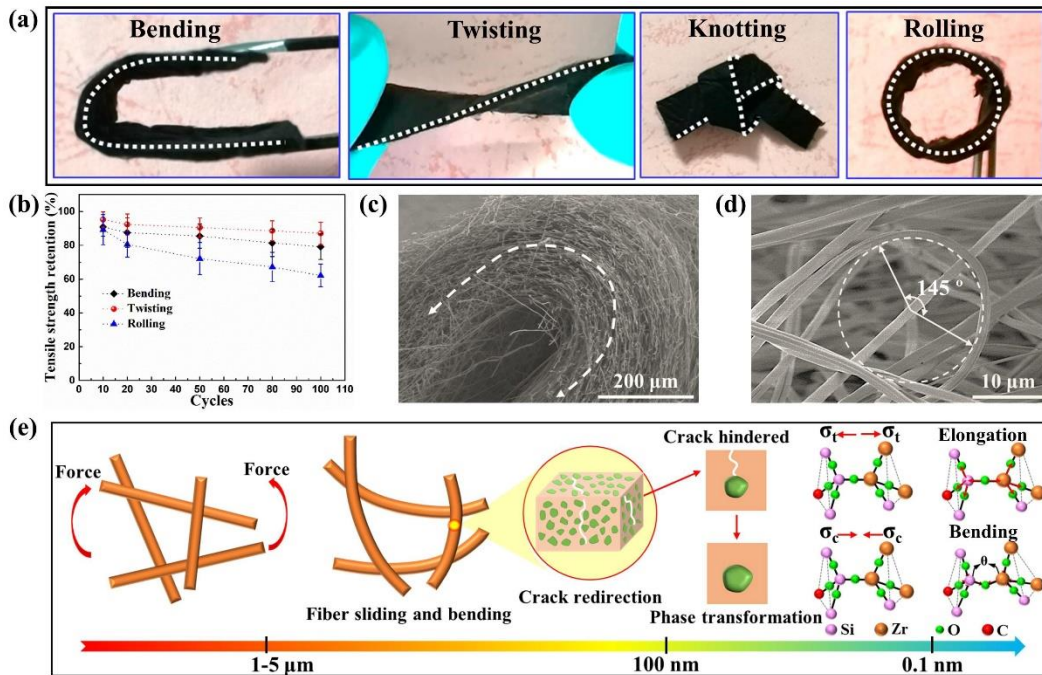 (a)
Bending
Twisting
Knotting
Rolling
(b)
Tensile strength retention (%)
100
80
60
40
20
0
Bending
Twisting
Rolling
0 10 20 30 40 50 60 70 80 90 100 110
Cycles
(c)
200 μm
(d)
145 °
10 μm
(e)
Force
Force
Fiber sliding and bending
Crack redirection
Crack hindered
Phase transformation
σt σt
Elongation
σc σc
Bending
θ
Si Zr O C
1-5 μm
100 nm
0.1 nm